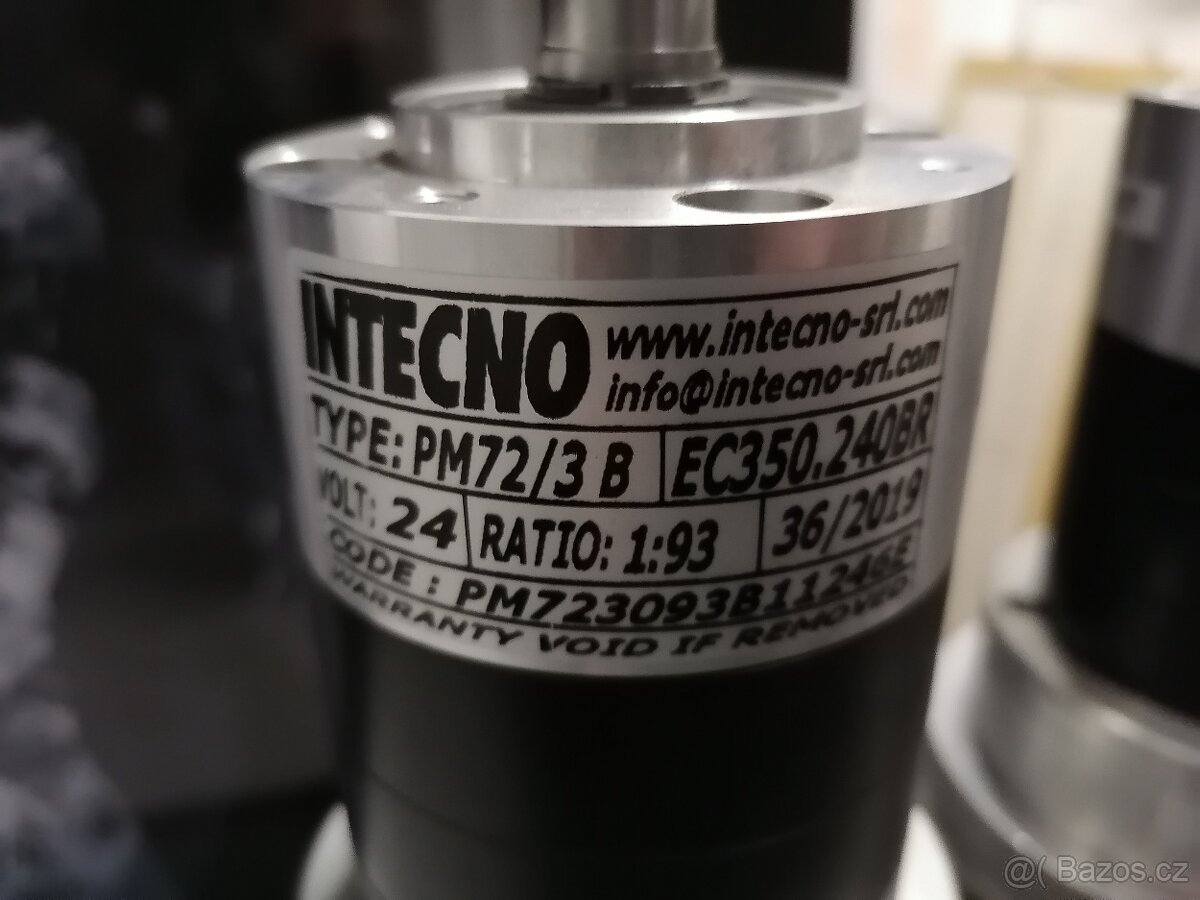 INTECNO www.intecno-srl.com
info@intecno-srl.com
TYPE: PM72/3 B EC350.240BR
VOLT: 24 RATIO: 1:93 36/2019
CODE : PM723093B11246E
WARRANTY VOID IF REMOVED
@( Bazos.cz